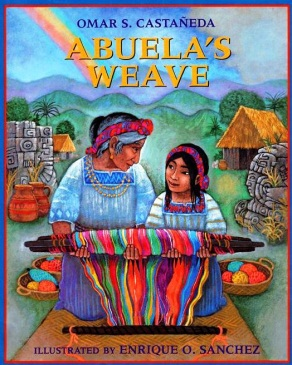 OMAR S. CASTAÑEDA
ABUELA'S
WEAVE
ILLUSTRATED BY ENRIQUE O. SANCHEZ